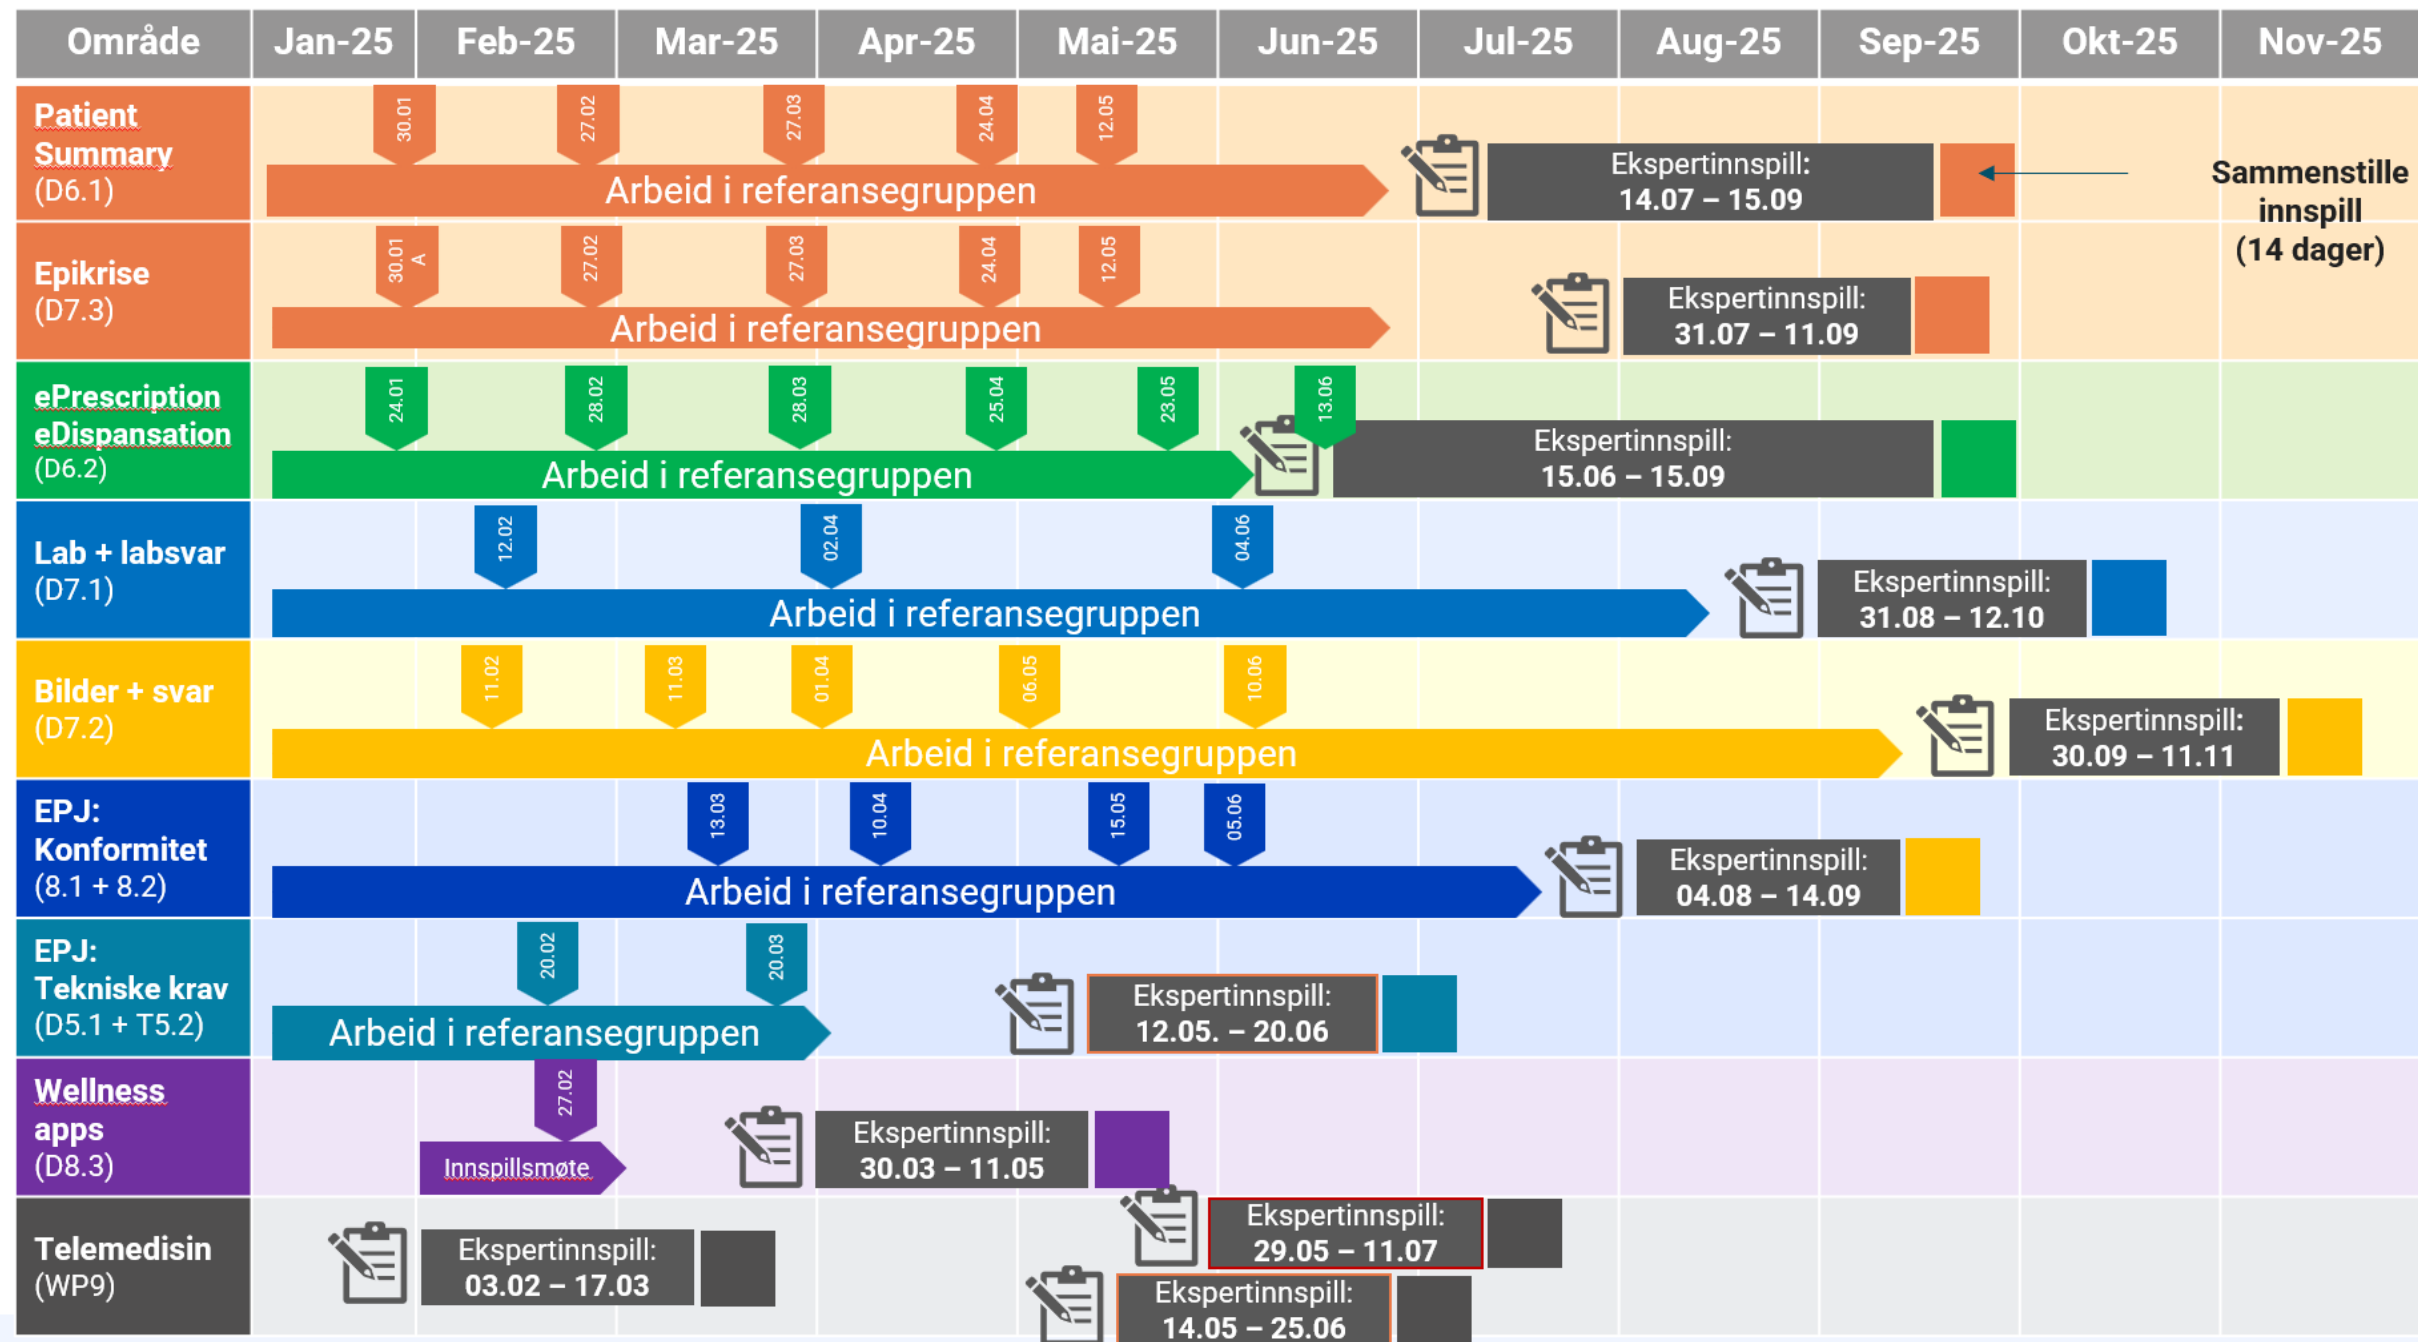 Område Jan-25 Feb-25 Mar-25 Apr-25 Mai-25 Jun-25 Jul-25 Aug-25 Sep-25 Okt-25 Nov-25
Patient
Summary
(D6.1)
30.01 27.02 27.03 24.04 12.05
Arbeid i referansegruppen
Ekspertinnspill:
14.07 – 15.09
Sammenstille
innspill
(14 dager)
Epikrise
(D7.3)
30.01
A
27.02 27.03 24.04 12.05
Arbeid i referansegruppen
Ekspertinnspill:
31.07 – 11.09
ePrescription
eDispansation
(D6.2)
24.01 28.02 28.03 25.04 23.05 13.06
Arbeid i referansegruppen
Ekspertinnspill:
15.06 – 15.09
Lab + labsvar
(D7.1)
12.02 02.04 04.06
Arbeid i referansegruppen
Ekspertinnspill:
31.08 – 12.10
Bilder + svar
(D7.2)
11.02 11.03 01.04 06.05 10.06
Arbeid i referansegruppen
Ekspertinnspill:
30.09 – 11.11
EPJ:
Konformitet
(8.1 + 8.2)
13.03 10.04 15.05 05.06
Arbeid i referansegruppen
Ekspertinnspill:
04.08 – 14.09
EPJ:
Tekniske krav
(D5.1 + T5.2)
20.02 20.03
Arbeid i referansegruppen
Ekspertinnspill:
12.05. – 20.06
Wellness
apps
(D8.3)
27.02
Innspillsmøte
Ekspertinnspill:
30.03 – 11.05
Telemedisin
(WP9)
Ekspertinnspill:
03.02 – 17.03
Ekspertinnspill:
29.05 – 11.07
Ekspertinnspill:
14.05 – 25.06